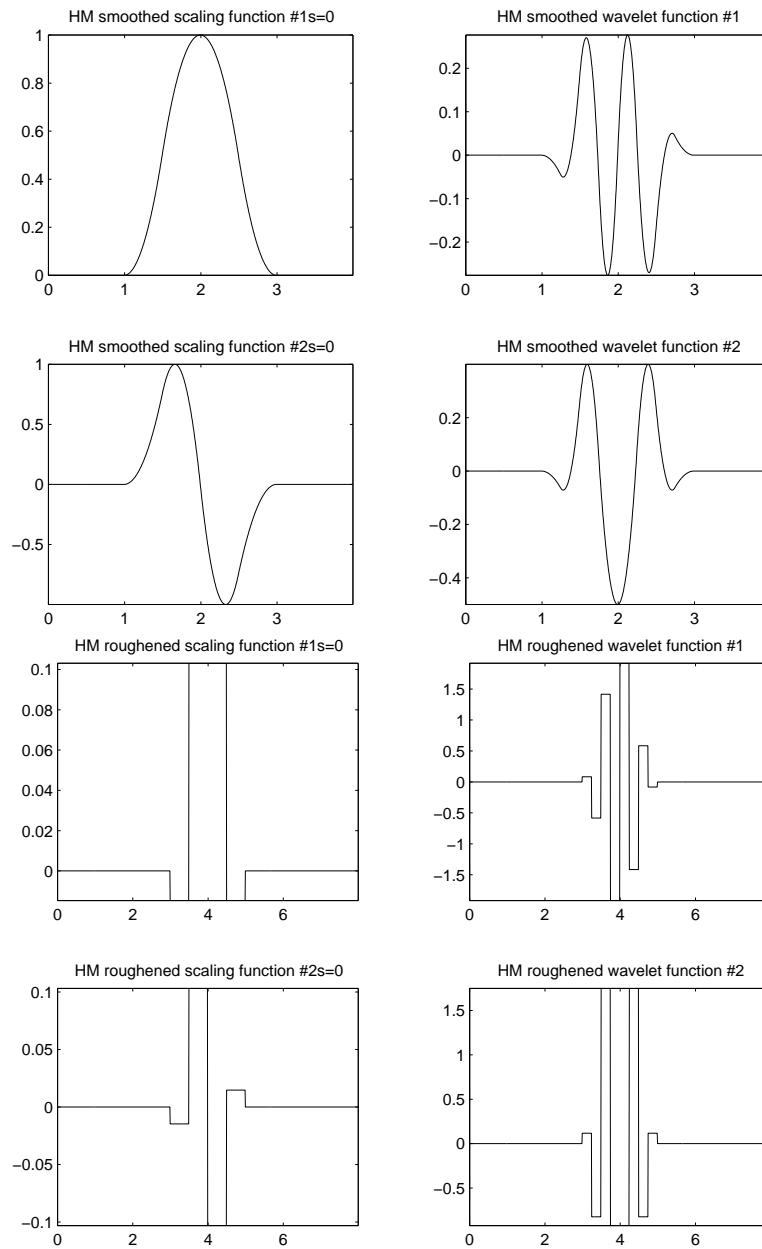 HM smoothed scaling function #1s=0
1
0.8
0.6
0.4
0.2
0
0 1 2 3
HM smoothed wavelet function #1
0.2
0.1
0
−0.1
−0.2
0 1 2 3
HM smoothed scaling function #2s=0
1
0.5
0
−0.5
0 1 2 3
HM smoothed wavelet function #2
0.2
0
−0.2
−0.4
0 1 2 3
HM roughened scaling function #1s=0
0.1
0.08
0.06
0.04
0.02
0
0 2 4 6
HM roughened wavelet function #1
1.5
1
0.5
0
−0.5
−1
−1.5
0 2 4 6
HM roughened scaling function #2s=0
0.1
0.05
0
−0.05
−0.1
0 2 4 6
HM roughened wavelet function #2
1.5
1
0.5
0
−0.5
0 2 4 6